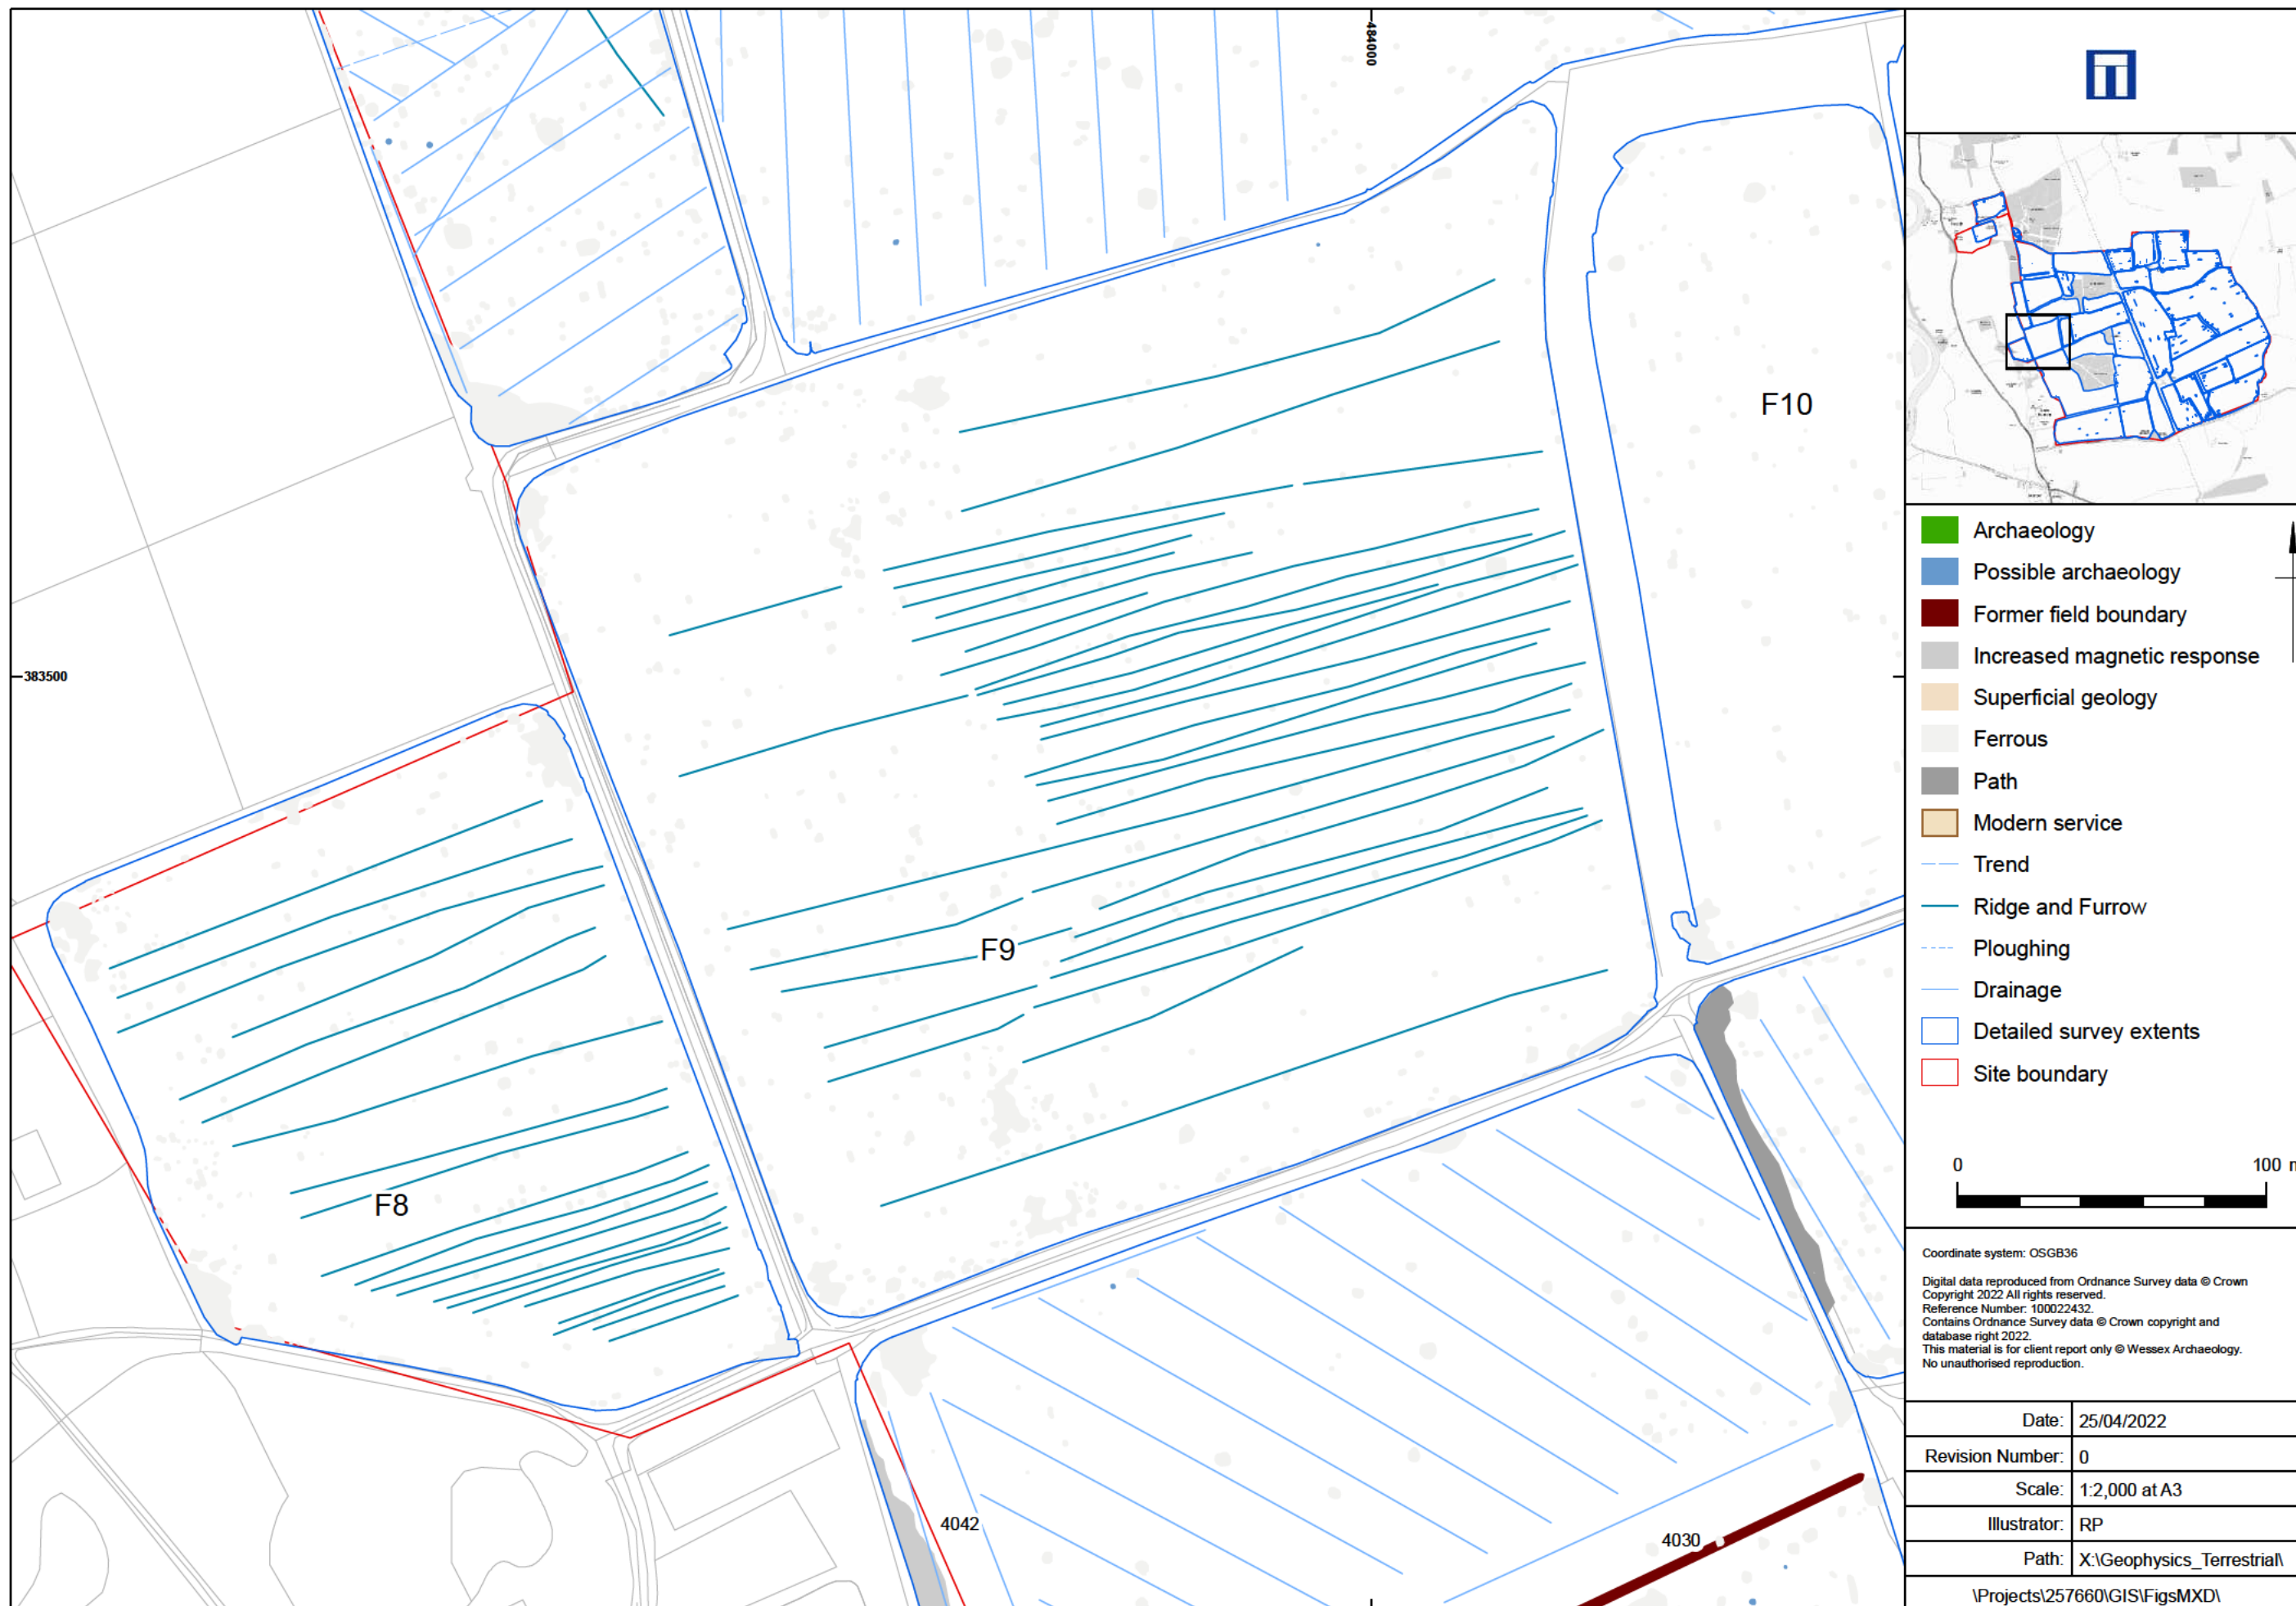 484000
383500
F10
F9
F8
4042
4030
Archaeology
Possible archaeology
Former field boundary
Increased magnetic response
Superficial geology
Ferrous
Path
Modern service
Trend
Ridge and Furrow
Ploughing
Drainage
Detailed survey extents
Site boundary
0 100 m
Coordinate system: OSGB36
Digital data reproduced from Ordnance Survey data © Crown
Copyright 2022 All rights reserved.
Reference Number: 100022432.
Contains Ordnance Survey data © Crown copyright and
database right 2022.
This material is for client report only © Wessex Archaeology.
No unauthorised reproduction.
Date: 25/04/2022
Revision Number: 0
Scale: 1:2,000 at A3
Illustrator: RP
Path: X:\Geophysics_Terrestrial\
\Projects\257660\GIS\FigsMXD\